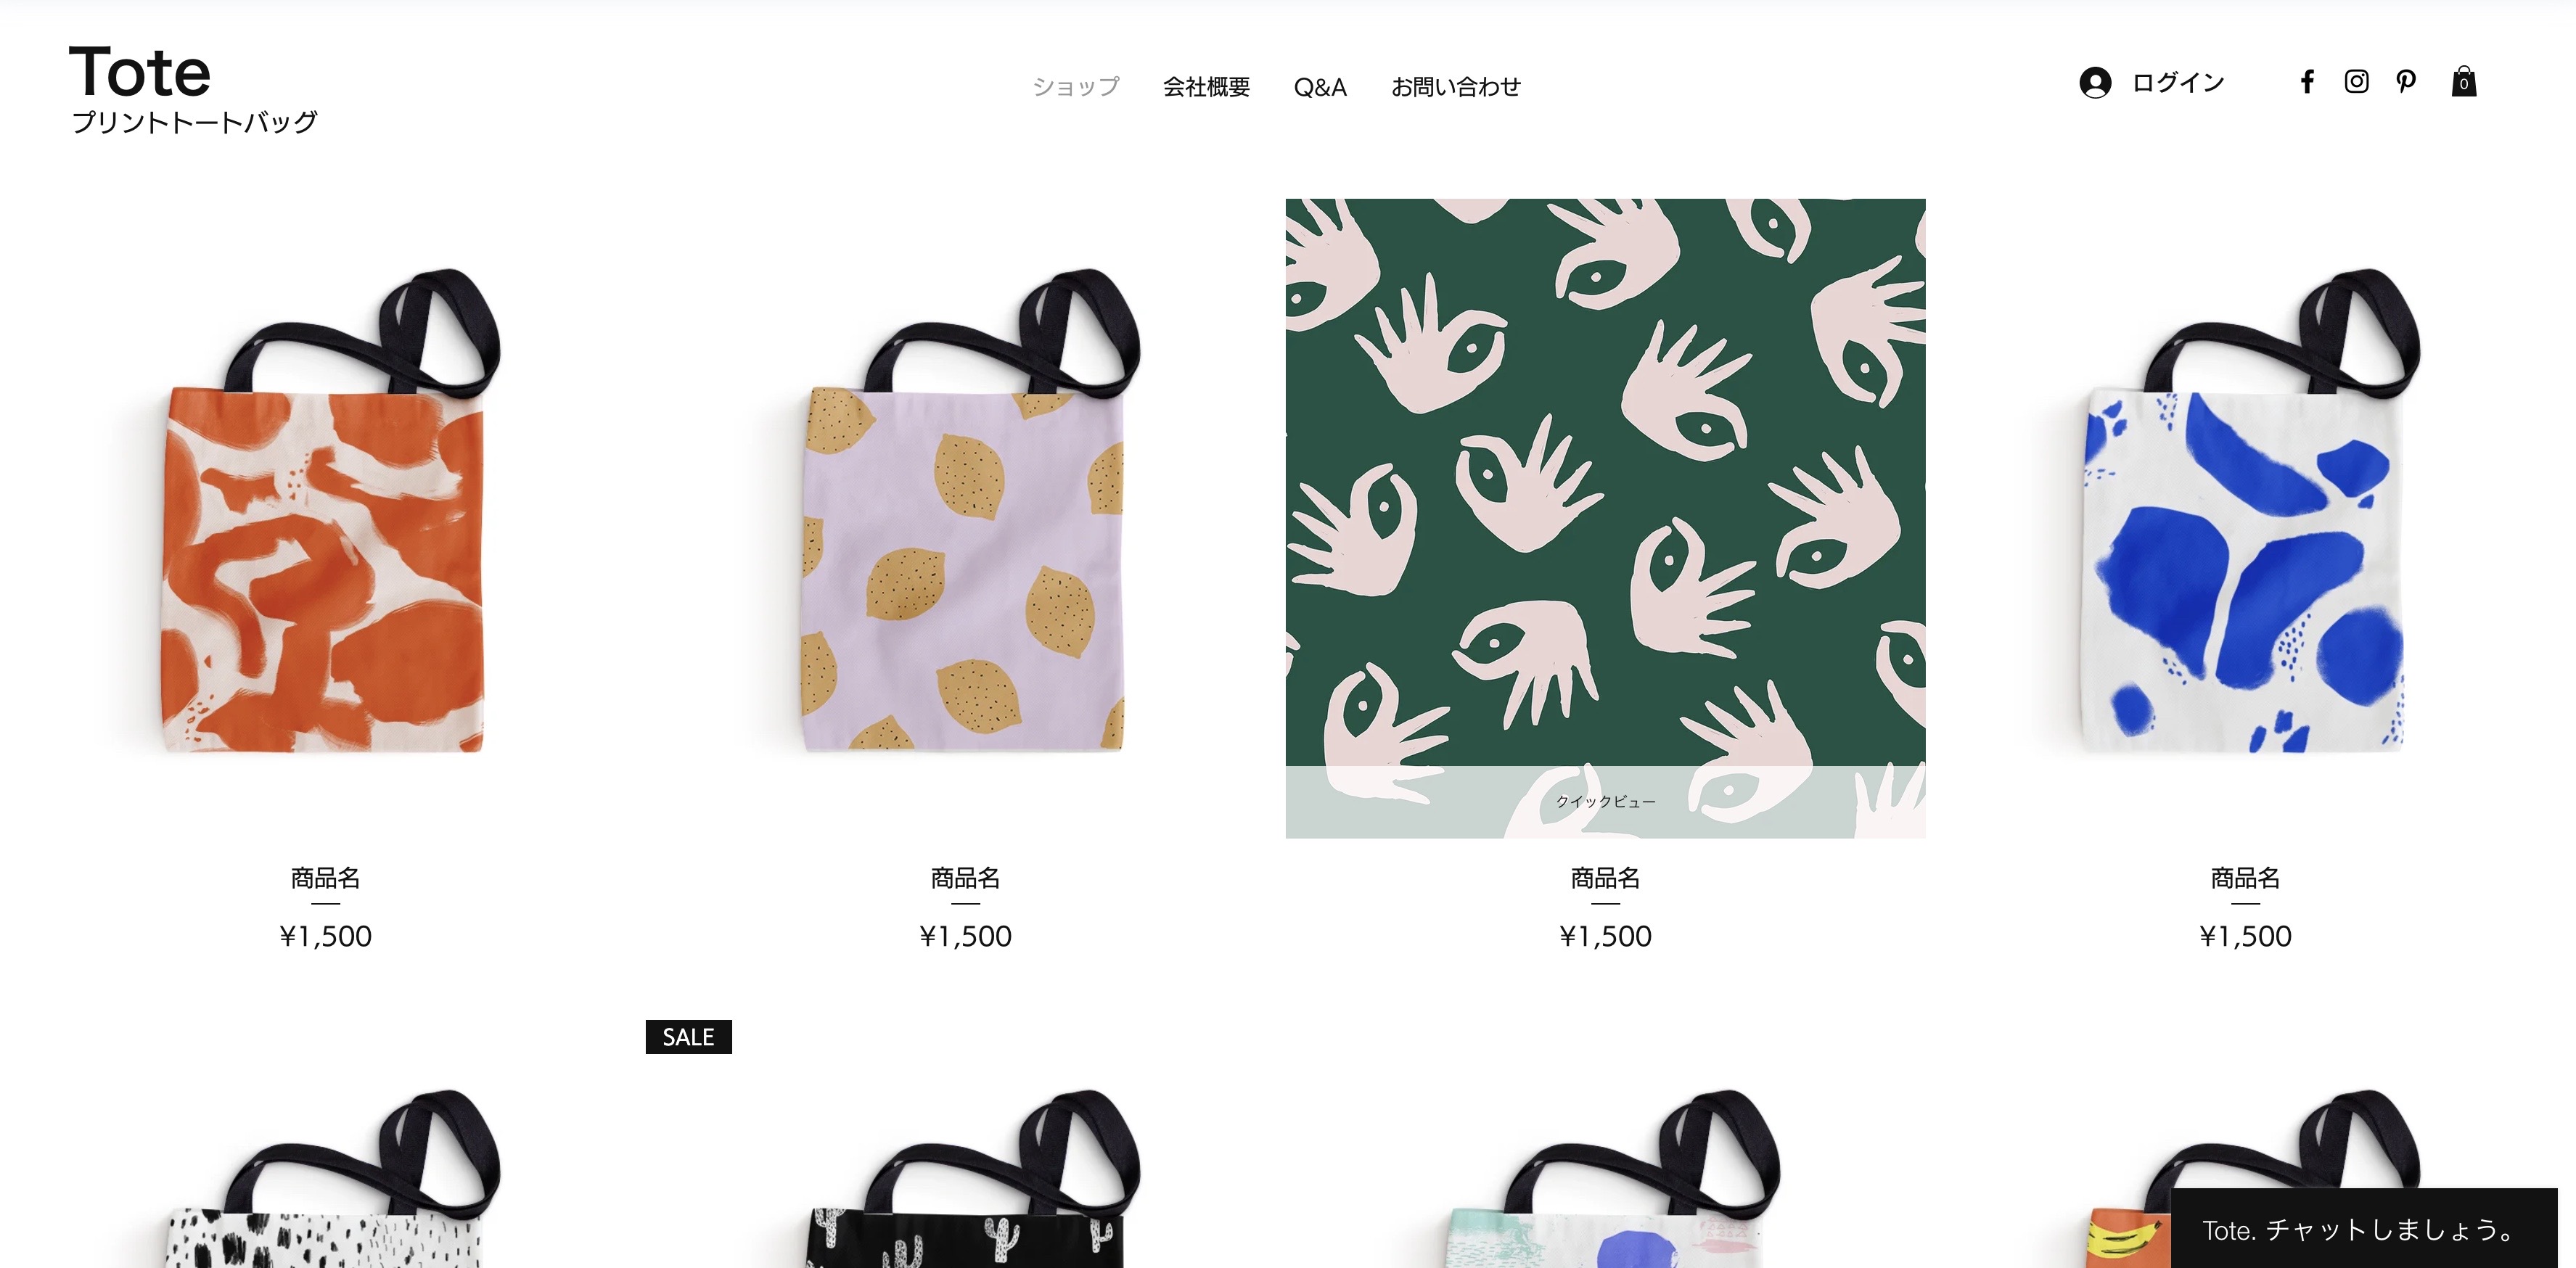 Tote
プリントトートバッグ
ショップ 会社概要 Q&A お問い合わせ
ログイン
0
クイックビュー
商品名
¥1,500
商品名
¥1,500
商品名
¥1,500
商品名
¥1,500
SALE
Tote. チャットしましょう。